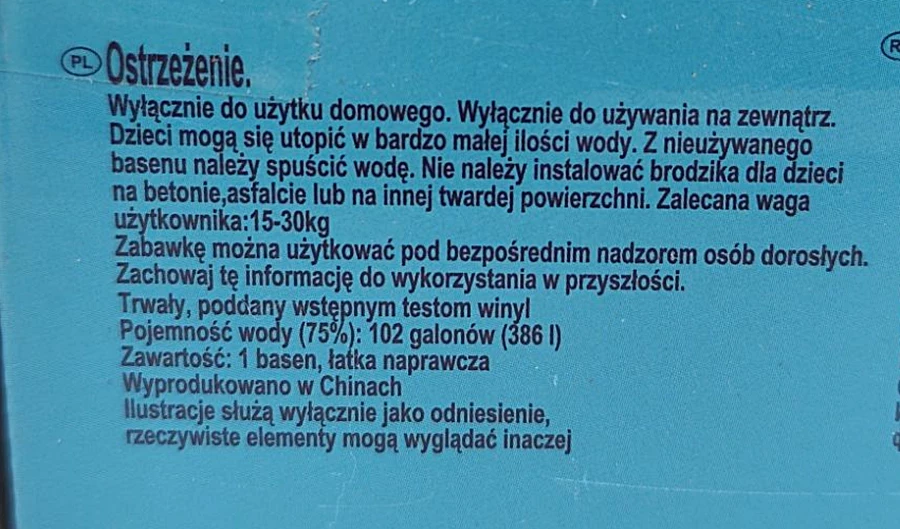 PL Ostrzeżenie.
Wyłącznie do użytku domowego. Wyłącznie do używania na zewnątrz.
Dzieci mogą się utopić w bardzo małej ilości wody. Z nieużywanego
basenu należy spuścić wodę. Nie należy instalować brodzika dla dzieci
na betonie,asfalcie lub na innej twardej powierzchni. Zalecana waga
użytkownika:15-30kg
Zabawkę można użytkować pod bezpośrednim nadzorem osób dorosłych.
Zachowaj tę informację do wykorzystania w przyszłości.
Trwały, poddany wstępnym testom winyl
Pojemność wody (75%): 102 galonów (386 l)
Zawartość: 1 basen, łatka naprawcza
Wyprodukowano w Chinach
Ilustracje służą wyłącznie jako odniesienie,
rzeczywiste elementy mogą wyglądać inaczej